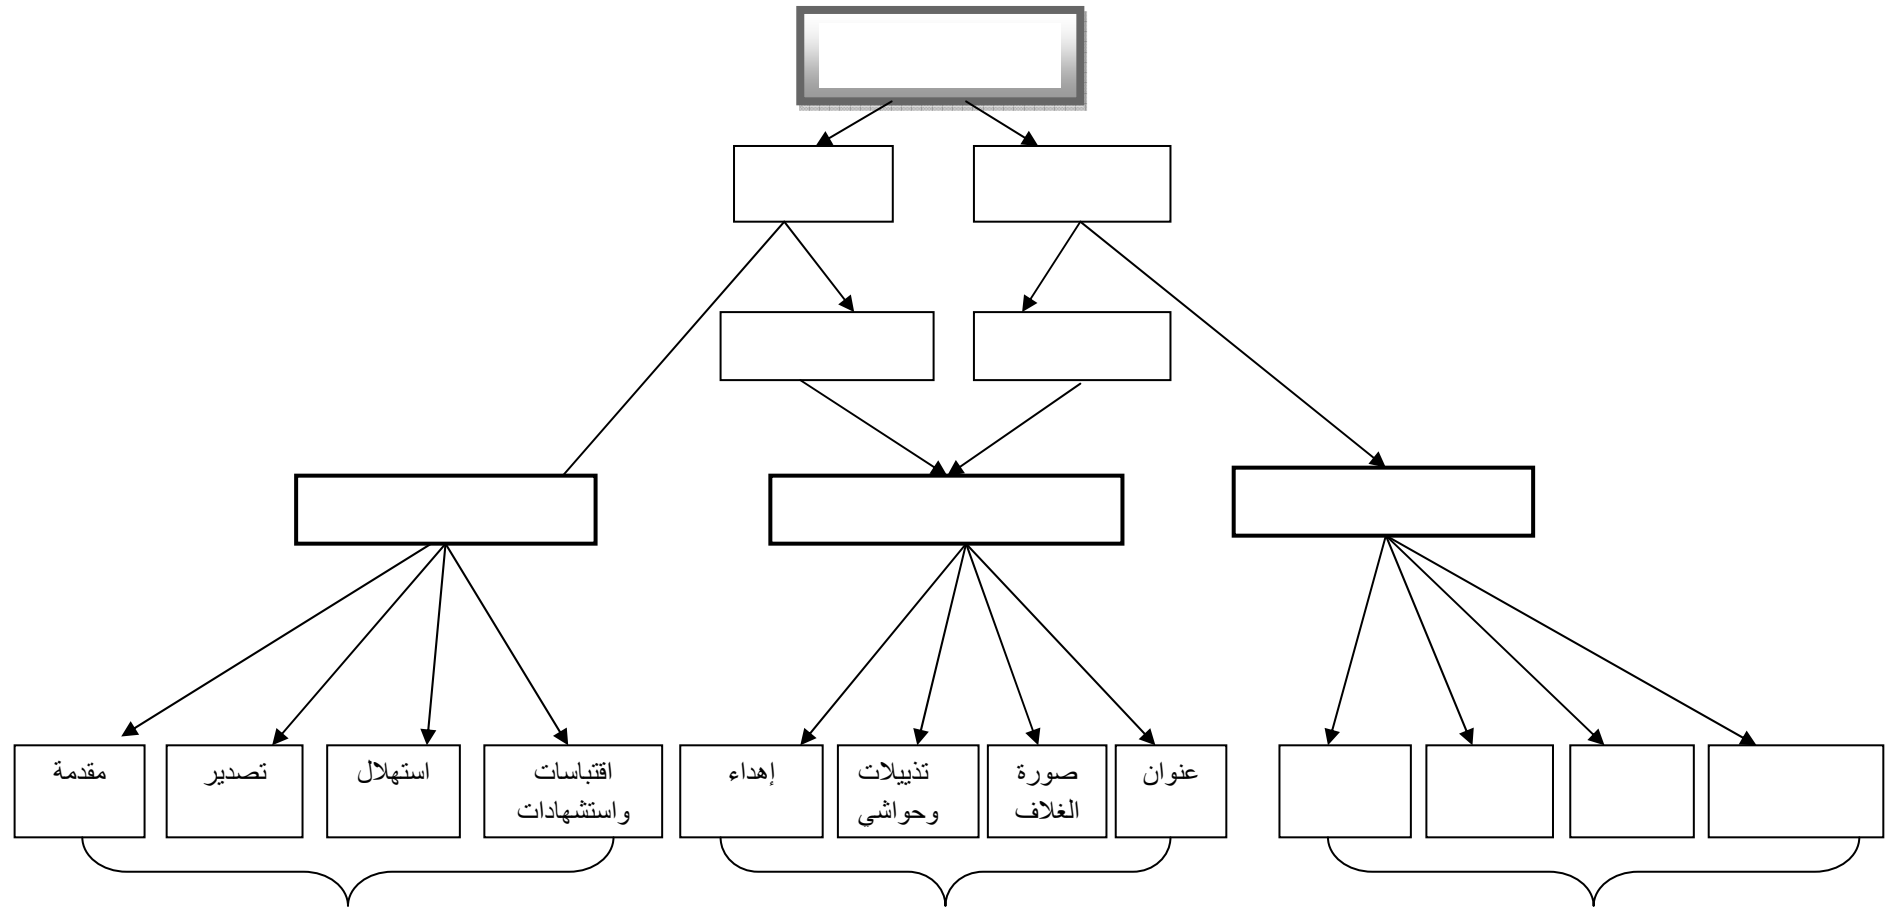 عنوان
صورة
الغلاف
تذييلات
وحواشي
إهداء
اقتباسات
واستشهادات
استهلال
تصدير
مقدمة